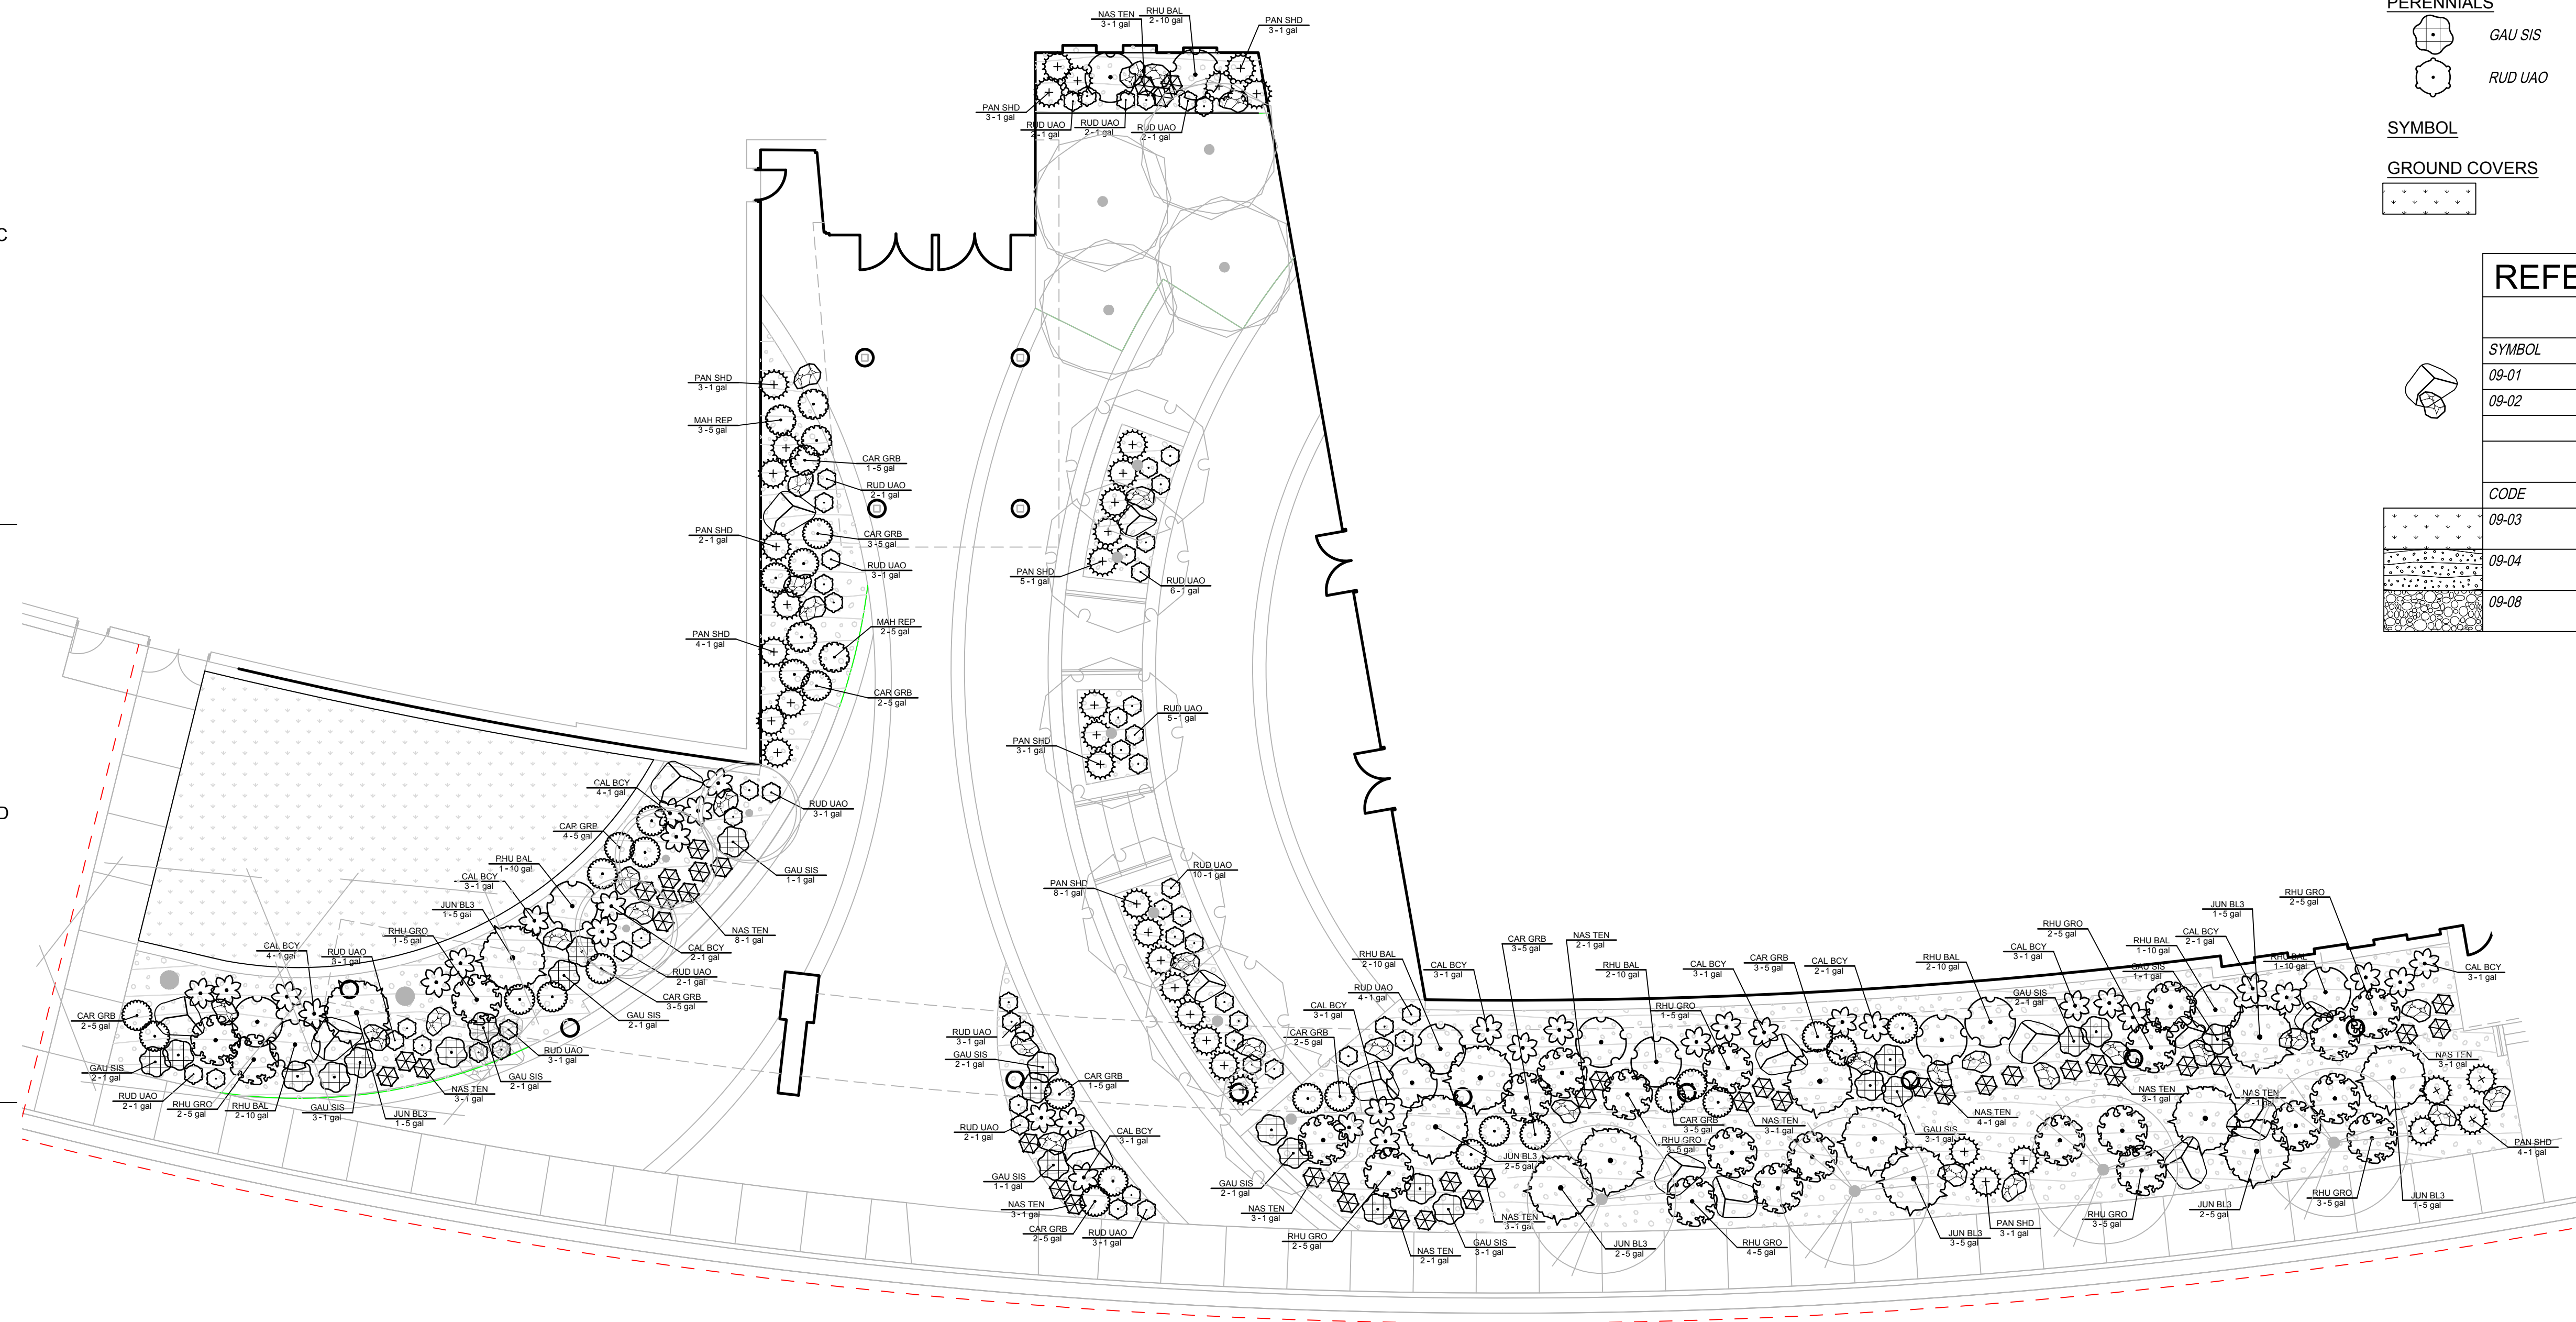 PERENNIALS
GAU SIS
RUD UAO
SYMBOL
GROUND COVERS
SYMBOL
09-01
09-02
CODE
09-03
09-04
09-08
C
D
NAS TEN
3-1 gal
RHU BAL
2-10 gal
PAN SHD
3-1 gal
PAN SHD
3-1 gal
RUD UAO
2-1 gal
RUD UAO
2-1 gal
RUD UAO
2-1 gal
PAN SHD
3-1 gal
MAH REP
3-5 gal
CAR GRB
1-5 gal
RUD UAO
2-1 gal
PAN SHD
2-1 gal
CAR GRB
3-5 gal
RUD UAO
3-1 gal
MAH REP
2-5 gal
PAN SHD
4-1 gal
CAR GRB
2-5 gal
PAN SHD
5-1 gal
RUD UAO
6-1 gal
RUD UAO
5-1 gal
PAN SHD
3-1 gal
RUD UAO
10-1 gal
PAN SHD
8-1 gal
CAL BCY
4-1 gal
RUD UAO
3-1 gal
CAR GRB
4-5 gal
RHU BAL
1-10 gal
CAL BCY
3-1 gal
GAU SIS
1-1 gal
JUN BL3
1-5 gal
RHU GRO
1-5 gal
NAS TEN
8-1 gal
CAL BCY
4-1 gal
RUD UAO
3-1 gal
CAL BCY
2-1 gal
RUD UAO
2-1 gal
CAR GRB
3-5 gal
GAU SIS
2-1 gal
CAR GRB
2-5 gal
RUD UAO
3-1 gal
GAU SIS
2-1 gal
GAU SIS
2-1 gal
NAS TEN
3-1 gal
RUD UAO
2-1 gal
RHU GRO
2-5 gal
RHU BAL
2-10 gal
GAU SIS
3-1 gal
JUN BL3
1-5 gal
RUD UAO
3-1 gal
GAU SIS
2-1 gal
CAR GRB
1-5 gal
RUD UAO
2-1 gal
CAL BCY
3-1 gal
GAU SIS
1-1 gal
NAS TEN
3-1 gal
CAR GRB
2-5 gal
RUD UAO
3-1 gal
RHU BAL
2-10 gal
CAL BCY
3-1 gal
CAR GRB
3-5 gal
NAS TEN
2-1 gal
RHU BAL
2-10 gal
CAL BCY
3-1 gal
CAR GRB
3-5 gal
CAL BCY
2-1 gal
RHU BAL
2-10 gal
CAL BCY
3-1 gal
RHU GRO
2-5 gal
RHU BAL
1-10 gal
CAL BCY
2-1 gal
JUN BL3
1-5 gal
RHU GRO
2-5 gal
RHU BAL
1-10 gal
CAL BCY
3-1 gal
GAU SIS
1-1 gal
GAU SIS
2-1 gal
RUD UAO
4-1 gal
CAL BCY
3-1 gal
CAR GRB
2-5 gal
RHU GRO
1-5 gal
NAS TEN
3-1 gal
NAS TEN
3-1 gal
NAS TEN
NAS TEN
4-1 gal
CAR GRB
3-5 gal
NAS TEN
3-1 gal
GAU SIS
3-1 gal
RHU GRO
3-5 gal
PAN SHD
4-1 gal
JUN BL3
2-5 gal
GAU SIS
2-1 gal
NAS TEN
3-1 gal
NAS TEN
3-1 gal
RHU GRO
2-5 gal
NAS TEN
2-1 gal
GAU SIS
3-1 gal
JUN BL3
2-5 gal
RHU GRO
4-5 gal
JUN BL3
3-5 gal
PAN SHD
3-1 gal
RHU GRO
3-5 gal
JUN BL3
2-5 gal
RHU GRO
3-5 gal
JUN BL3
1-5 gal